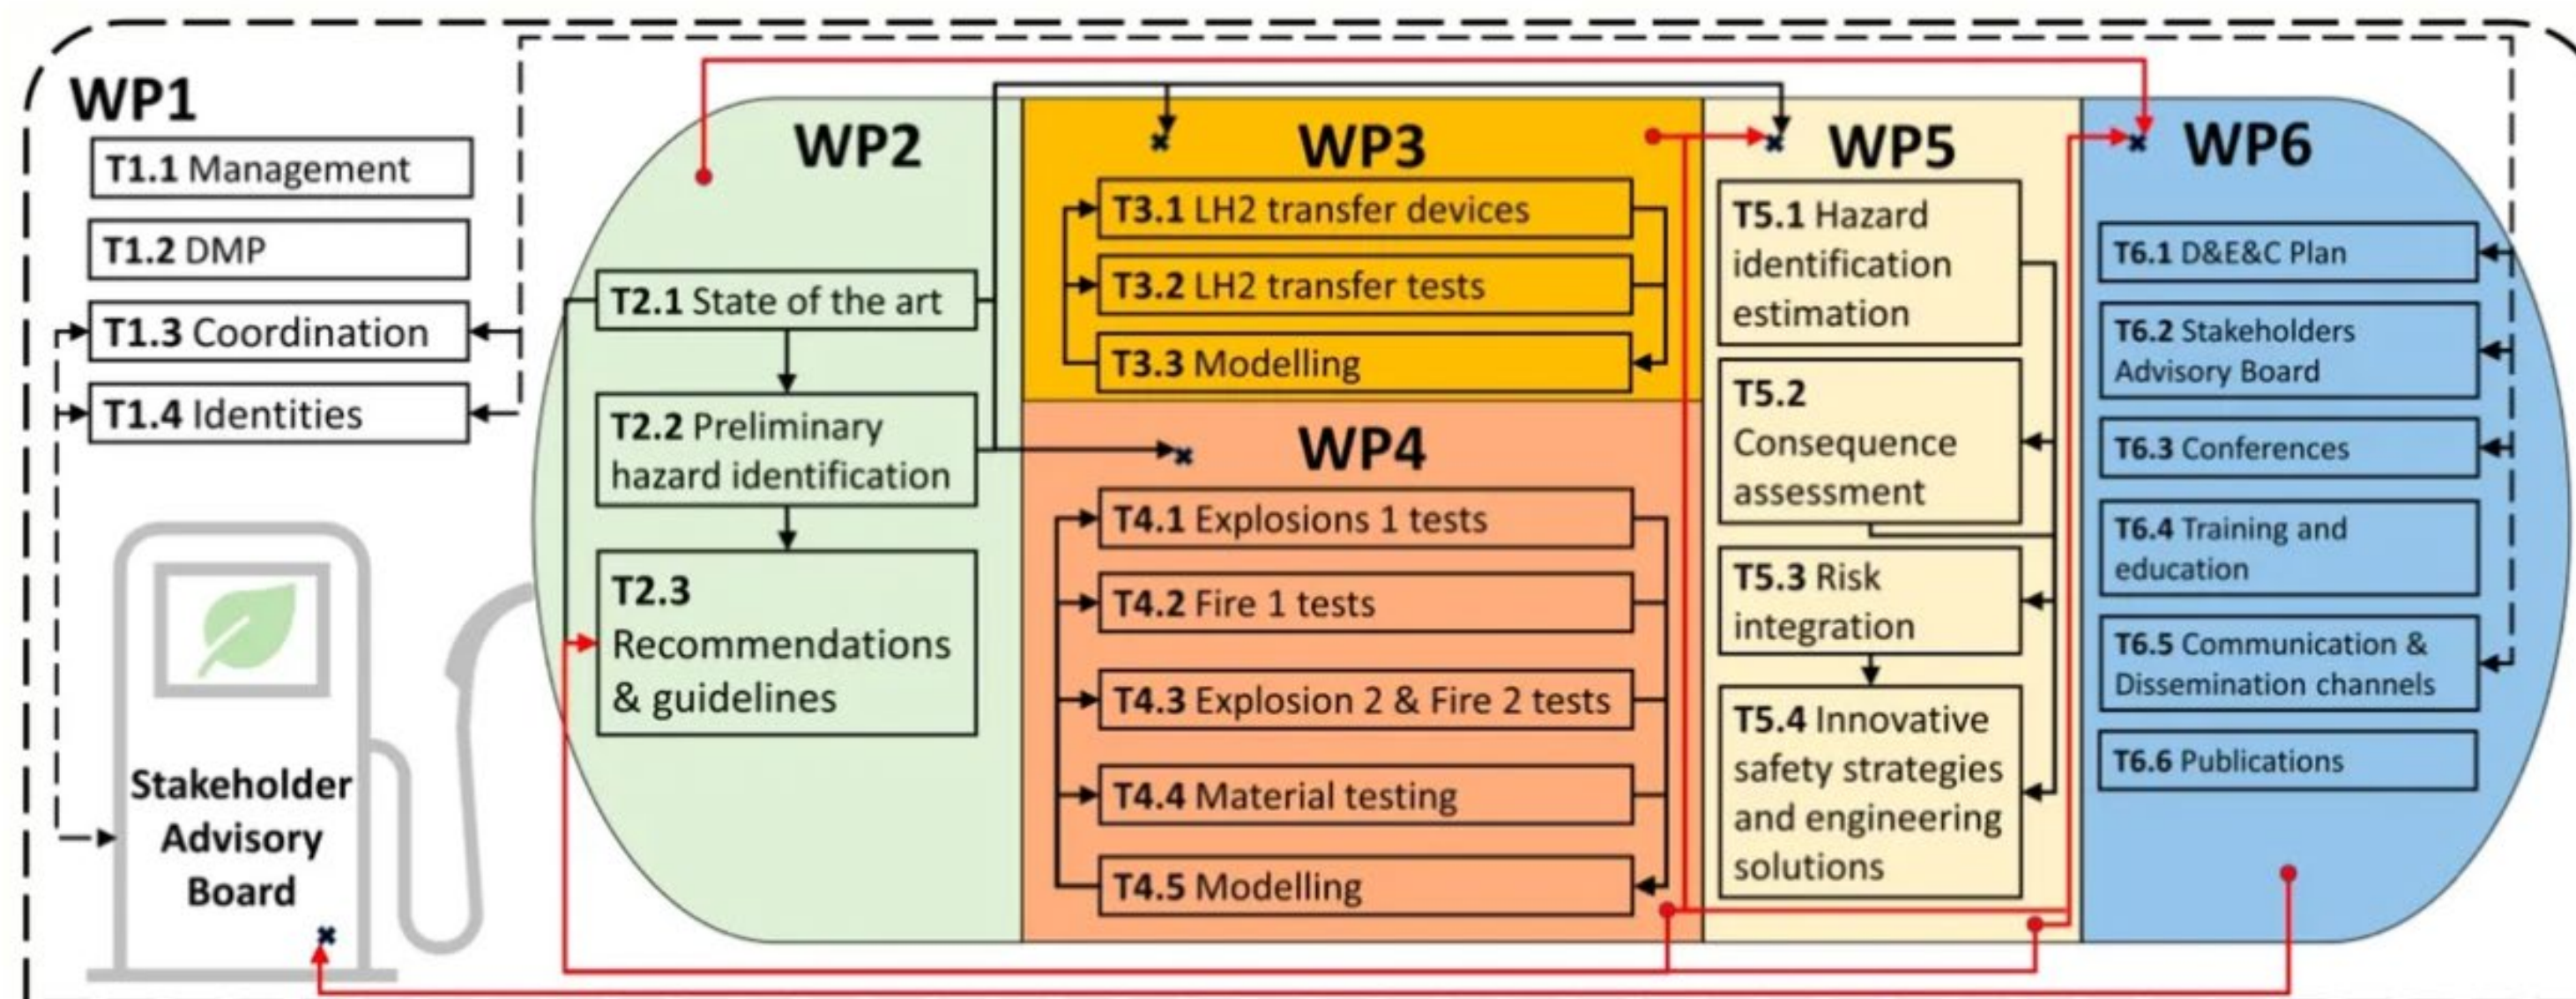 WP1
T1.1 Management
T1.2 DMP
T1.3 Coordination
T1.4 Identities
Stakeholder
Advisory
Board
WP2
T2.1 State of the art
T2.2 Preliminary
hazard identification
T2.3
Recommendations
& guidelines
WP3
T3.1 LH2 transfer devices
T3.2 LH2 transfer tests
T3.3 Modelling
WP4
T4.1 Explosions 1 tests
T4.2 Fire 1 tests
T4.3 Explosion 2 & Fire 2 tests
T4.4 Material testing
T4.5 Modelling
WP5
T5.1 Hazard
identification
estimation
T5.2
Consequence
assessment
T5.3 Risk
integration
T5.4 Innovative
safety strategies
and engineering
solutions
WP6
T6.1 D&E&C Plan
T6.2 Stakeholders
Advisory Board
T6.3 Conferences
T6.4 Training and
education
T6.5 Communication &
Dissemination channels
T6.6 Publications